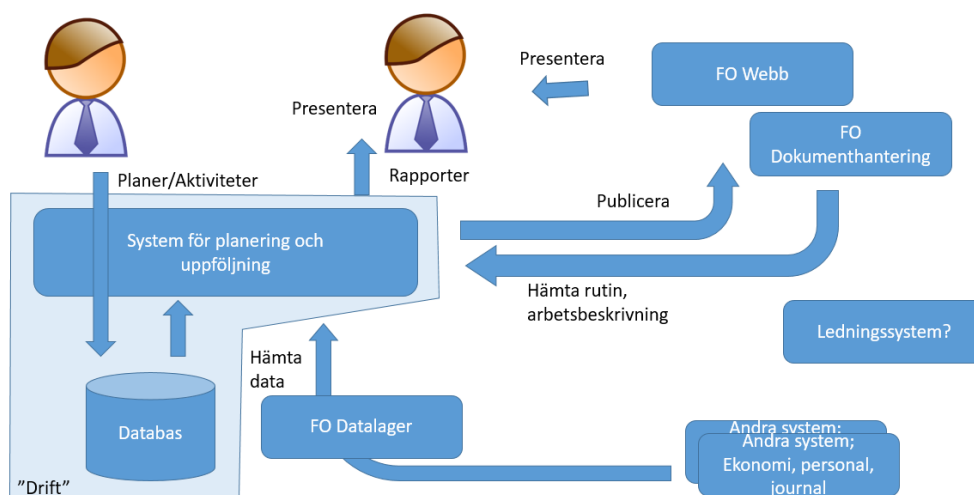 Presentera
FO Webb
Presentera
FO
Dokumenthantering
Planer/Aktiviteter
Rapporter
Publicera
System för planering och
uppföljning
Hämta rutin,
arbetsbeskrivning
Ledningssystem?
Hämta
data
Databas
FO Datalager
Andra system;
Andra system;
Ekonomi, personal,
journal
”Drift”